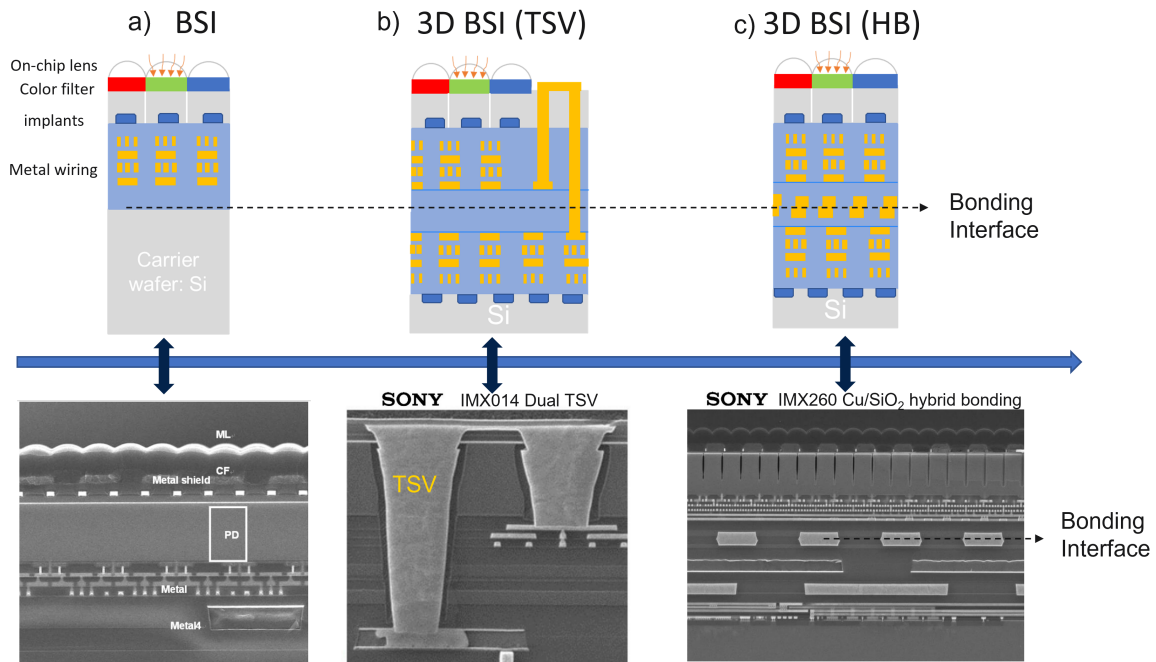 a) BSI
b) 3D BSI (TSV)
c) 3D BSI (HB)
On-chip lens
Color filter
implants
Metal wiring
Bonding
Interface
Carrier
wafer: Si
Si
Si
SONY IMX014 Dual TSV
SONY IMX260 Cu/SiO₂ hybrid bonding
ML
CF
Metal shield
PD
Metal
Metal4
TSV
Bonding
Interface